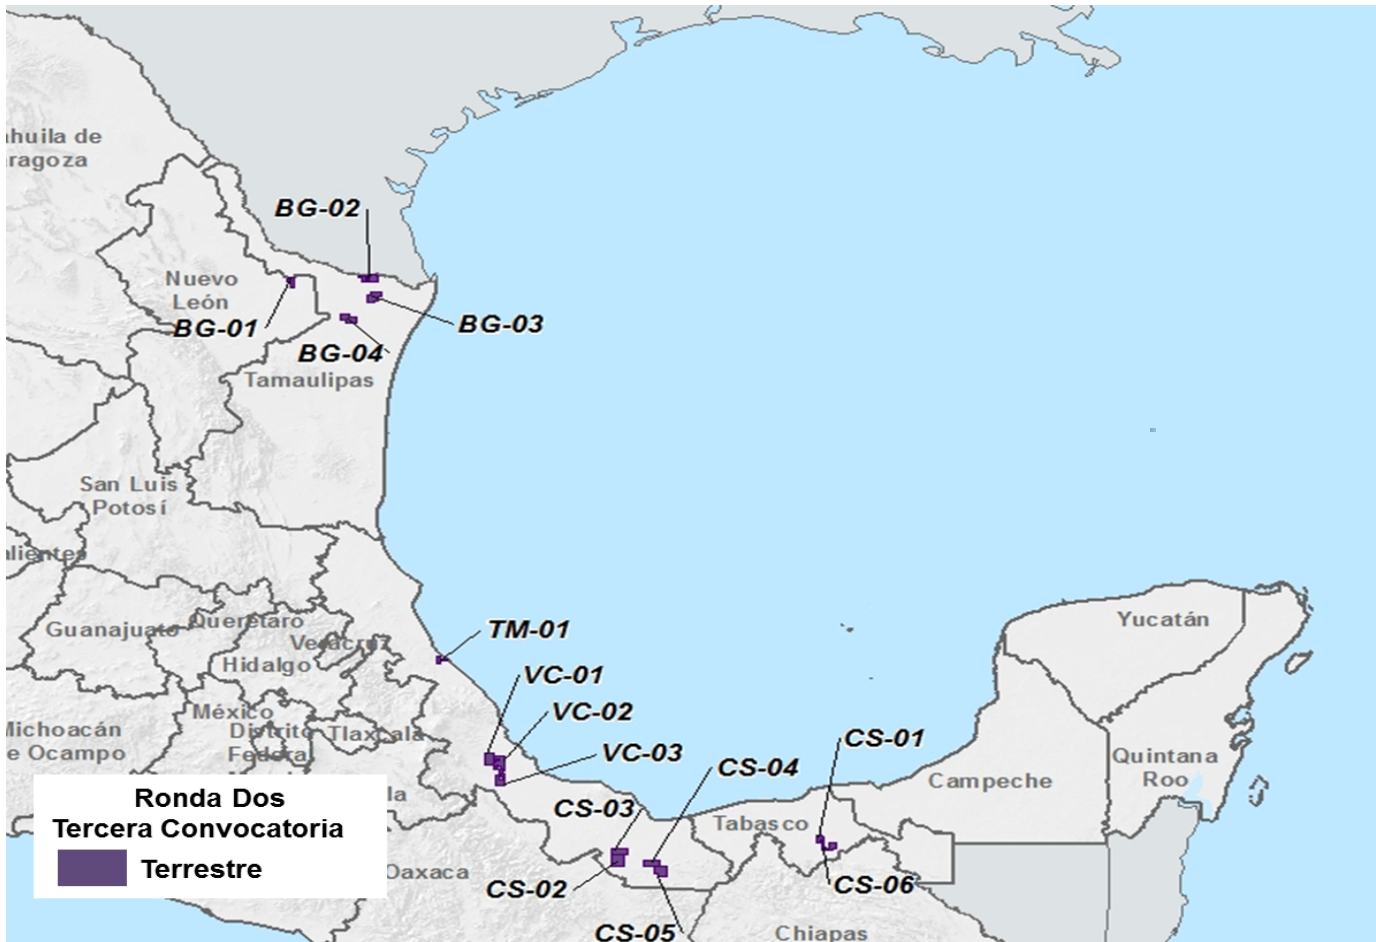 ahuila de
ragoza
BG-02
Nuevo
León
BG-01
BG-03
BG-04
Tamaulipas
San Luis
Potosí
alientes
Guanajuato
Querétaro
Veracruz
Hidalgo
TM-01
Yucatán
VC-01
México
VC-02
Michoacán
e Ocampo
Distrito
Federal
Tlaxcala
VC-03
CS-01
CS-04
Quintana
Roo
Campeche
la
CS-03
Tabasco
Ronda Dos
Tercera Convocatoria
Terrestre
Oaxaca
CS-02
CS-06
CS-05
Chiapas